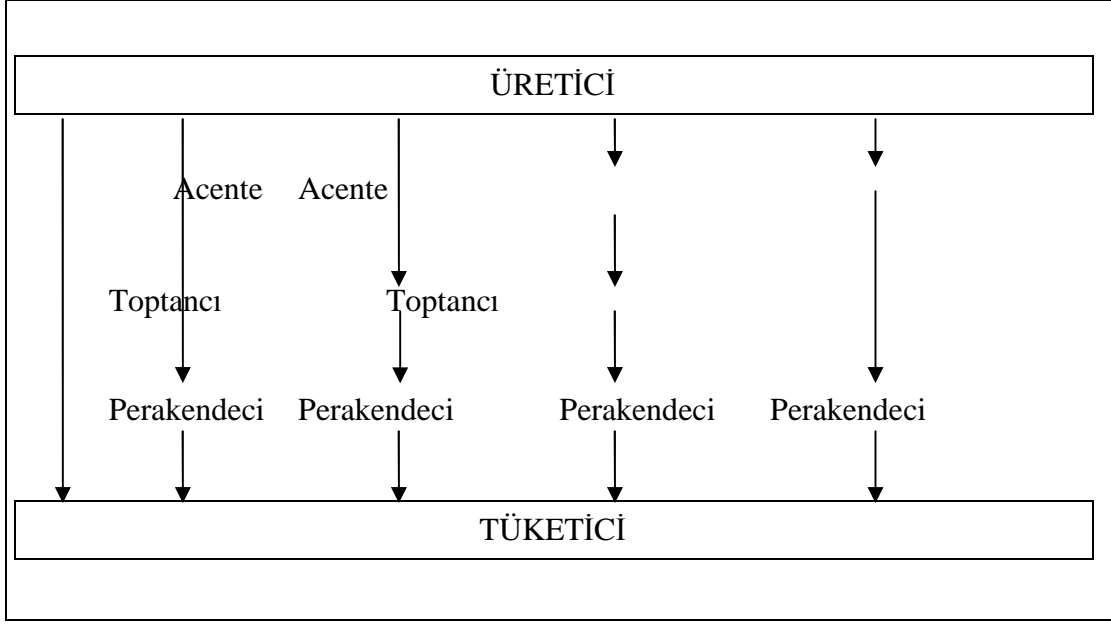 ÜRETİCİ
Acente Acente
Toptancı Toptancı
Perakendeci Perakendeci Perakendeci Perakendeci
TÜKETİCİ